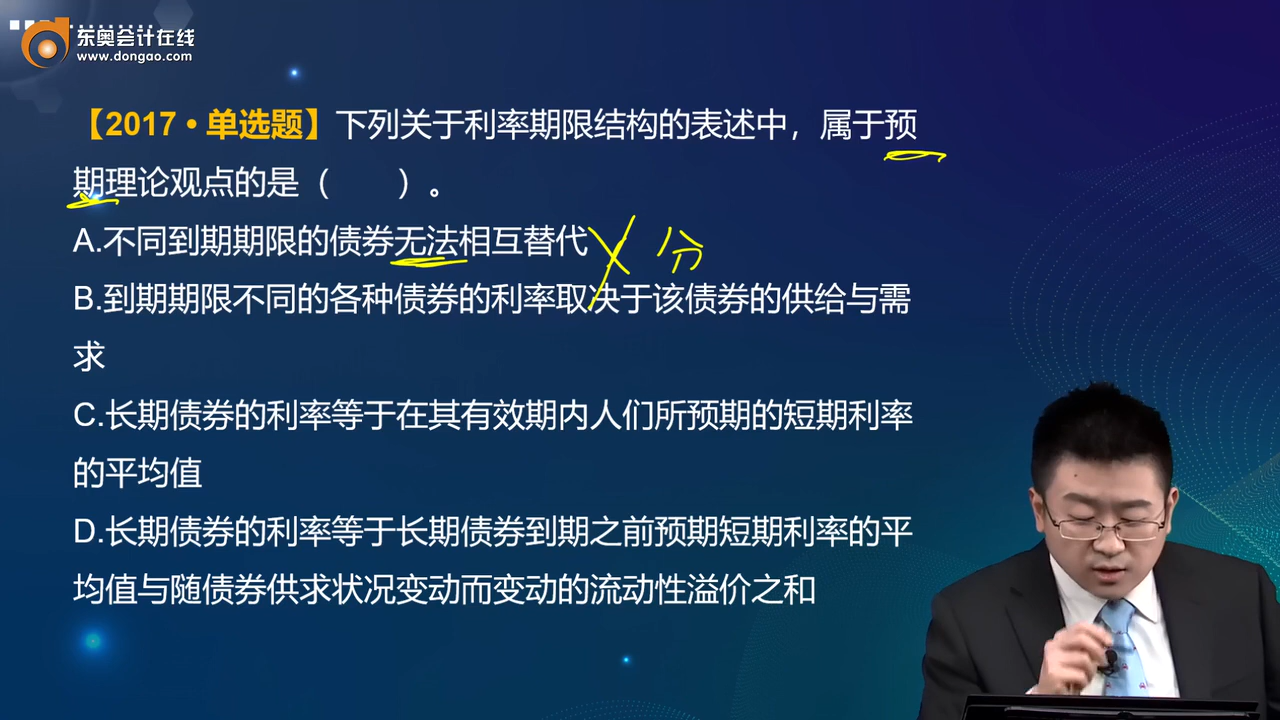 东奥会计在线
www.dongao.com
【2017 • 单选题】下列关于利率期限结构的表述中，属于预
期理论观点的是（　　）。
A.不同到期期限的债券无法相互替代 分
B.到期期限不同的各种债券的利率取决于该债券的供给与需
求
C.长期债券的利率等于在其有效期内人们所预期的短期利率
的平均值
D.长期债券的利率等于长期债券到期之前预期短期利率的平
均值与随债券供求状况变动而变动的流动性溢价之和